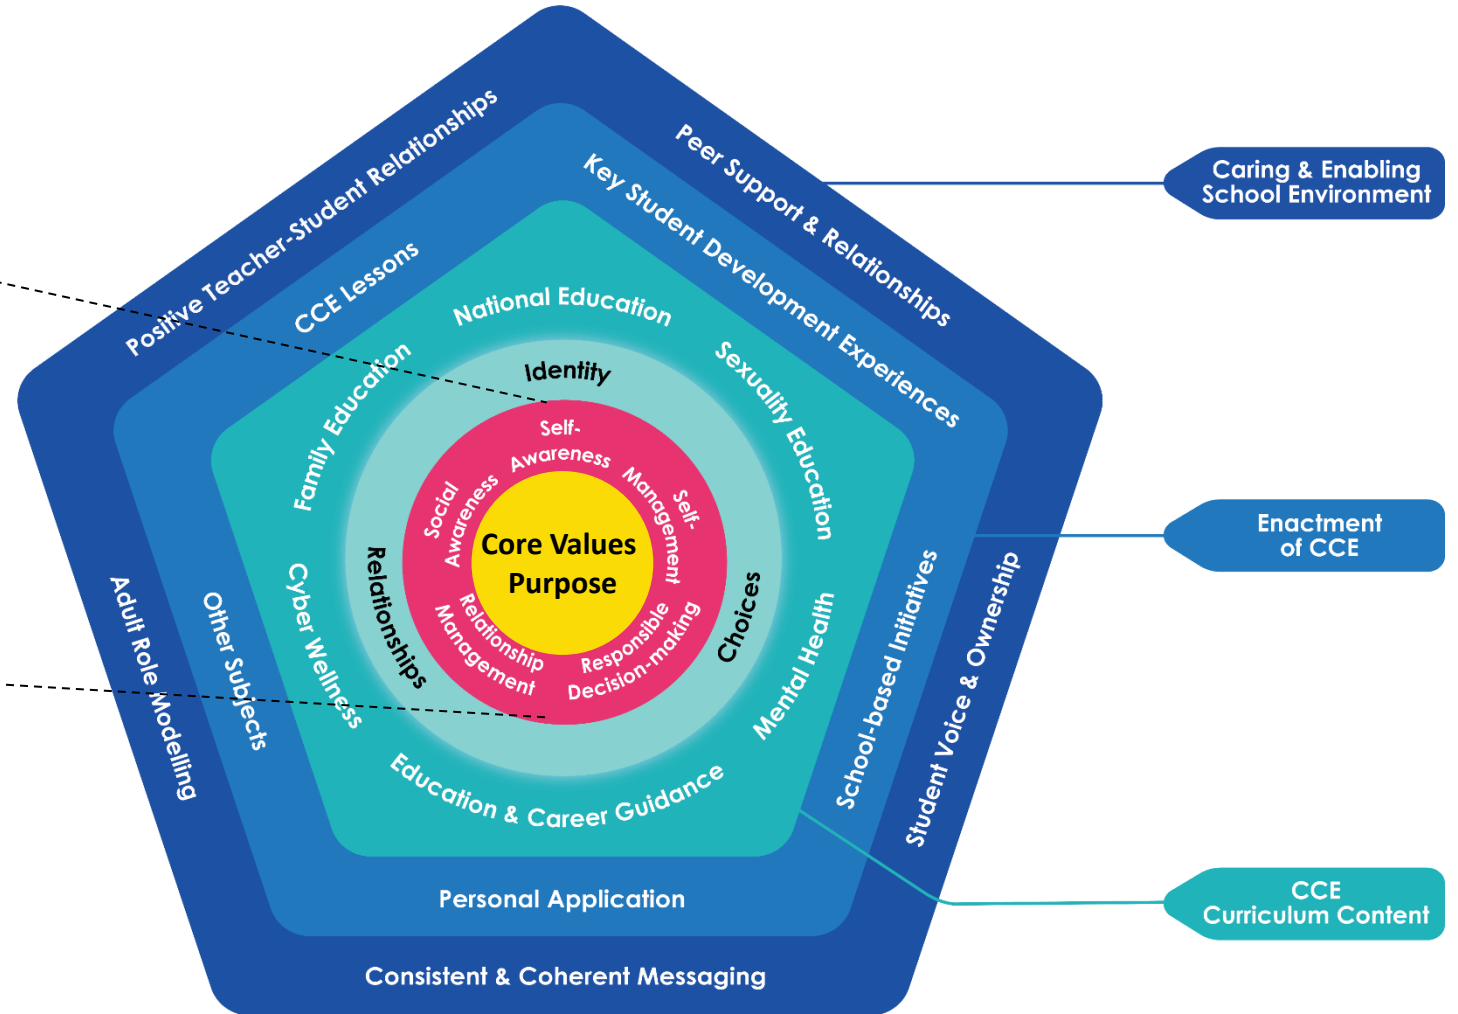 Positive Teacher-Student Relationships
Peer Support & Relationships
Caring & Enabling
School Environment
CCE Lessons
Key Student Development Experiences
National Education
Family Education
Sexuality Education
Identity
Self-
Awareness
Social
Awareness
Self-
Management
Core Values
Purpose
Enactment
of CCE
Relationships
Choices
Relationship
Management
Responsible
Decision-making
Cyber Wellness
Mental Health
Adult Role Modelling
Other Subjects
School-based Initiatives
Student Voice & Ownership
Education & Career Guidance
CCE
Curriculum Content
Personal Application
Consistent & Coherent Messaging